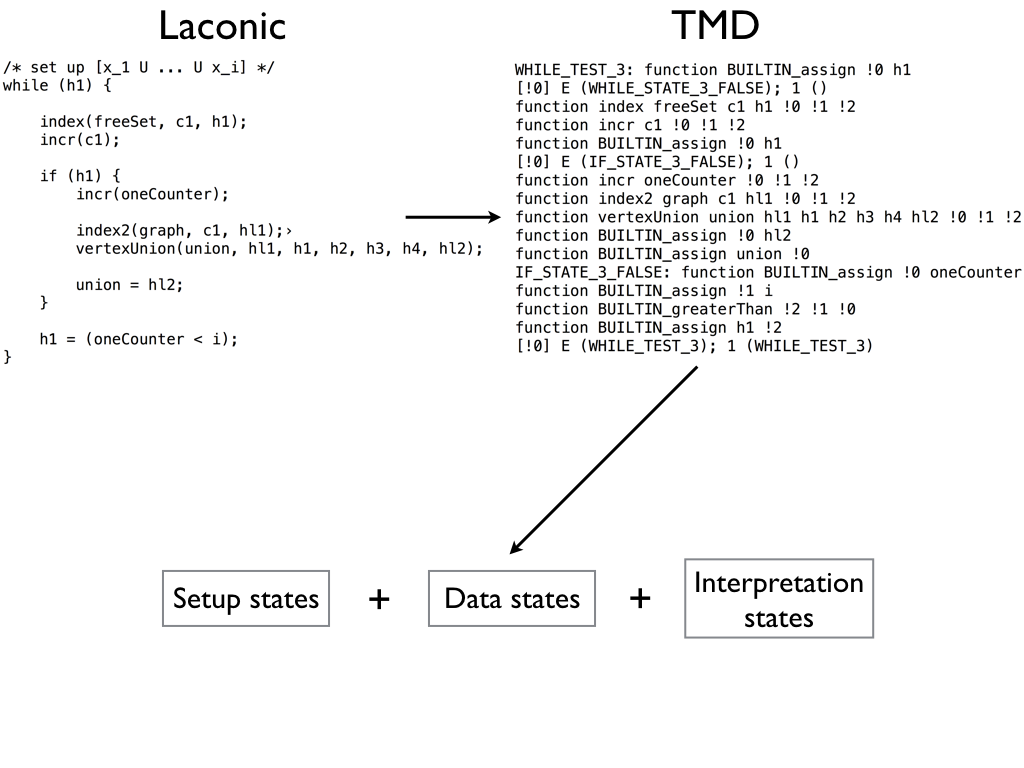 Laconic
/* set up [x_1 U ... U x_i] */
while (h1) {
index(freeSet, c1, h1);
incr(c1);
if (h1) {
incr(oneCounter);
index2(graph, c1, hl1);›
vertexUnion(union, hl1, h1, h2, h3, h4, hl2);
union = hl2;
}
h1 = (oneCounter < i);
}
TMD
WHILE_TEST_3: function BUILTIN_assign !0 h1
[!0] E (WHILE_STATE_3_FALSE); 1 ()
function index freeSet c1 h1 !0 !1 !2
function incr c1 !0 !1 !2
function BUILTIN_assign !0 h1
[!0] E (IF_STATE_3_FALSE); 1 ()
function incr oneCounter !0 !1 !2
function index2 graph c1 hl1 !0 !1 !2
function vertexUnion union hl1 h1 h2 h3 h4 hl2 !0 !1 !2
function BUILTIN_assign !0 hl2
function BUILTIN_assign union !0
IF_STATE_3_FALSE: function BUILTIN_assign !0 oneCounter
function BUILTIN_assign !1 i
function BUILTIN_greaterThan !2 !1 !0
function BUILTIN_assign h1 !2
[!0] E (WHILE_TEST_3); 1 (WHILE_TEST_3)
Setup states
+
Data states
+
Interpretation
states